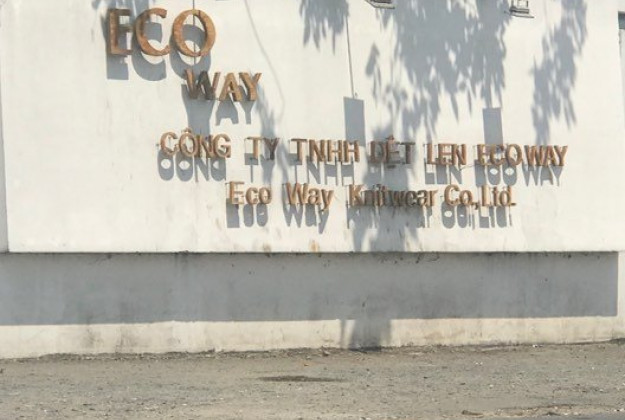 ECO
WAY
CÔNG TY TNHH DỆT LEN ECOWAY
Eco Way Knitwear Co.,Ltd.